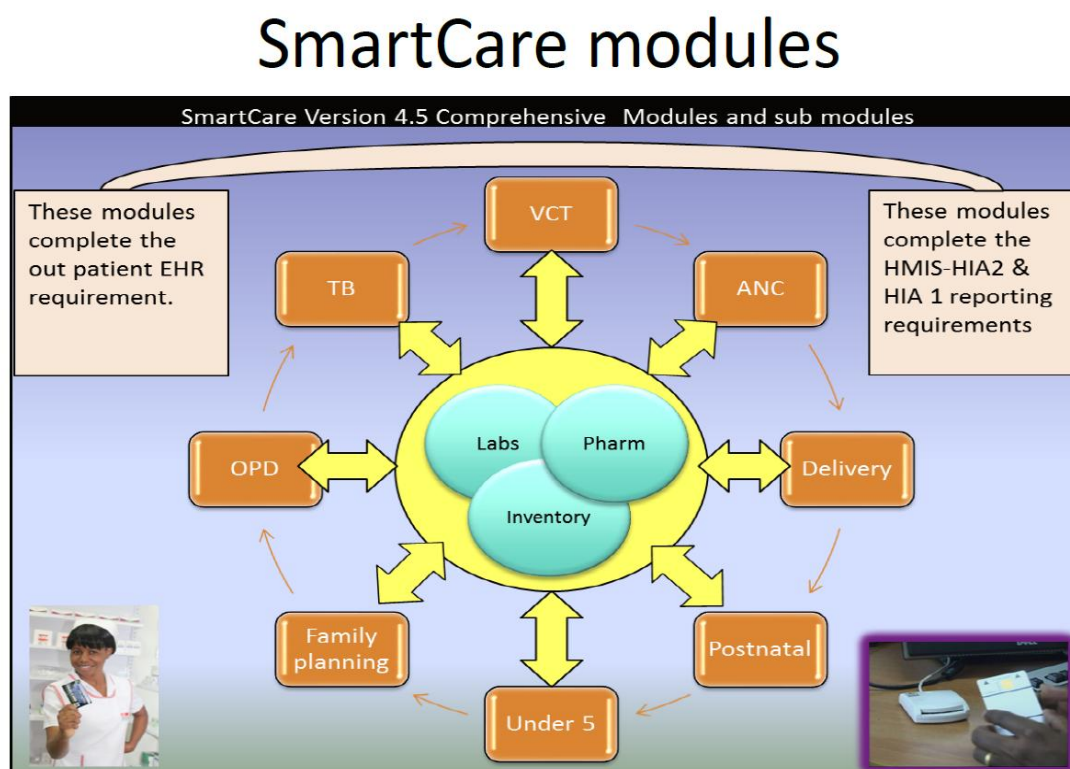 SmartCare modules
SmartCare Version 4.5 Comprehensive Modules and sub modules
These modules
complete the
out patient EHR
requirement.
These modules
complete the
HMIS-HIA2 &
HIA 1 reporting
requirements
VCT
TB
ANC
Labs
Pharm
OPD
Delivery
Inventory
Family
planning
Postnatal
Under 5